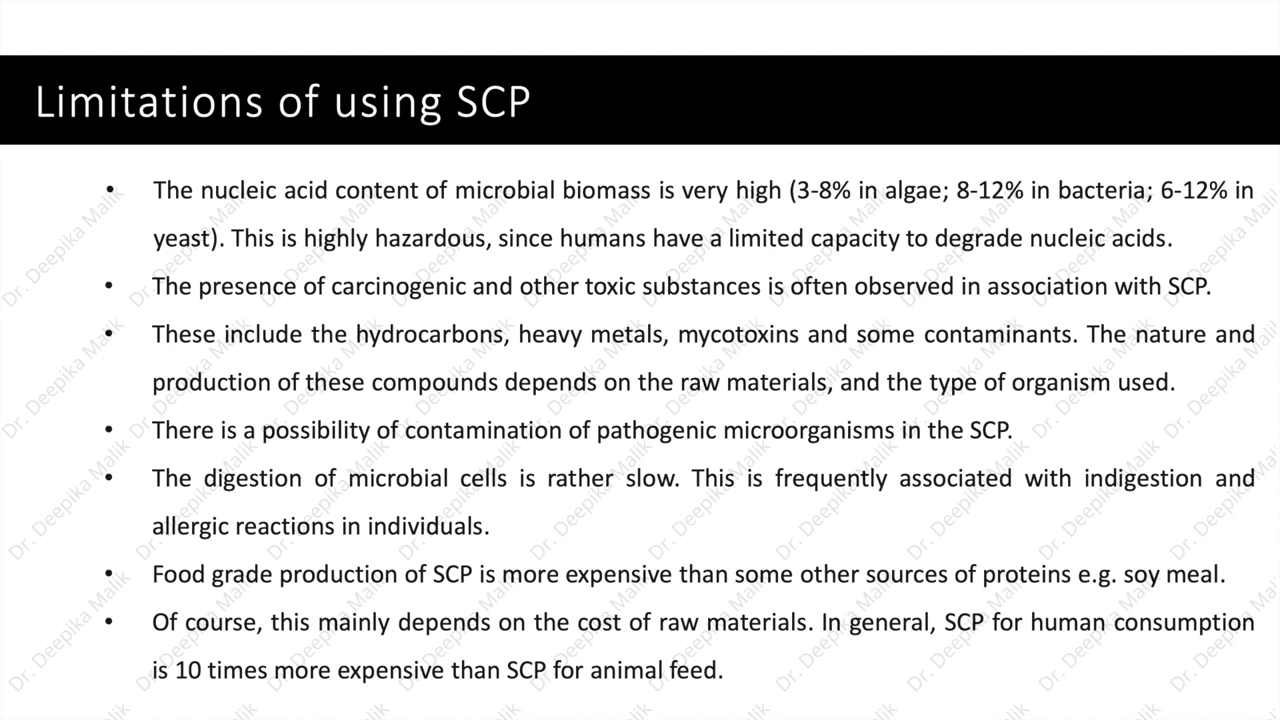 Limitations of using SCP
• The nucleic acid content of microbial biomass is very high (3-8% in algae; 8-12% in bacteria; 6-12% in
yeast). This is highly hazardous, since humans have a limited capacity to degrade nucleic acids.
• The presence of carcinogenic and other toxic substances is often observed in association with SCP.
• These include the hydrocarbons, heavy metals, mycotoxins and some contaminants. The nature and
production of these compounds depends on the raw materials, and the type of organism used.
• There is a possibility of contamination of pathogenic microorganisms in the SCP.
• The digestion of microbial cells is rather slow. This is frequently associated with indigestion and
allergic reactions in individuals.
• Food grade production of SCP is more expensive than some other sources of proteins e.g. soy meal.
• Of course, this mainly depends on the cost of raw materials. In general, SCP for human consumption
is 10 times more expensive than SCP for animal feed.
Dr. Deepika Malik